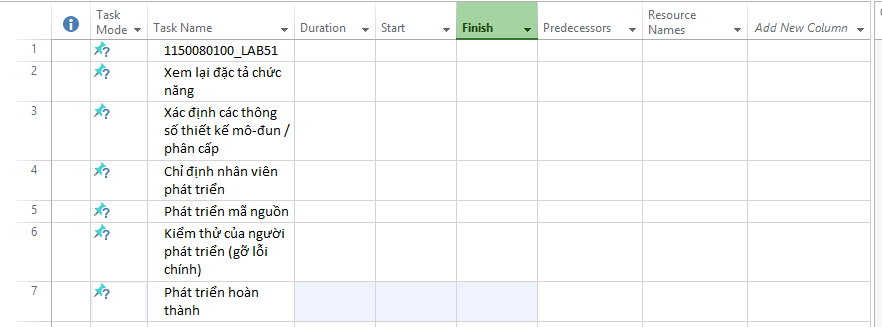 Task Mode
Task Name
Duration
Start
Finish
Predecessors
Resource Names
Add New Column
1
1150080100_LAB51
2
Xem lại đặc tả chức
năng
3
Xác định các thông
số thiết kế mô-đun /
phân cấp
4
Chỉ định nhân viên
phát triển
5
Phát triển mã nguồn
6
Kiểm thử của người
phát triển (gỡ lỗi
chính)
7
Phát triển hoàn
thành